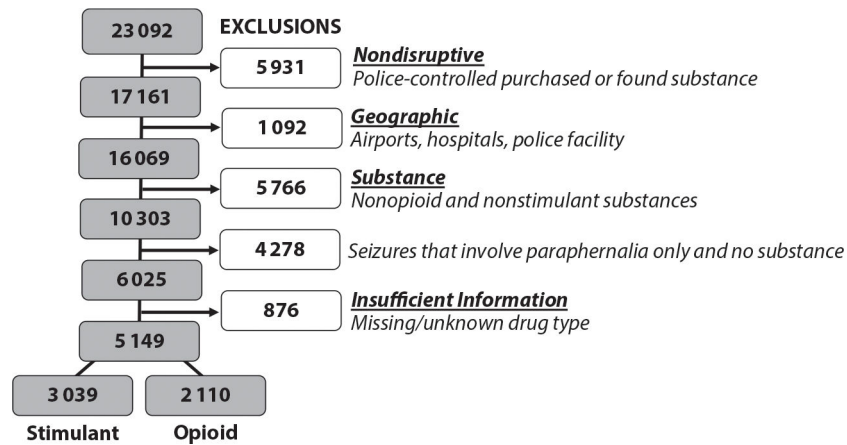 23 092
EXCLUSIONS
5 931
Nondisruptive
Police-controlled purchased or found substance
17 161
1 092
Geographic
Airports, hospitals, police facility
16 069
5 766
Substance
Nonopioid and nonstimulant substances
10 303
4 278
Seizures that involve paraphernalia only and no substance
6 025
876
Insufficient Information
Missing/unknown drug type
5 149
3 039
2 110
Stimulant
Opioid